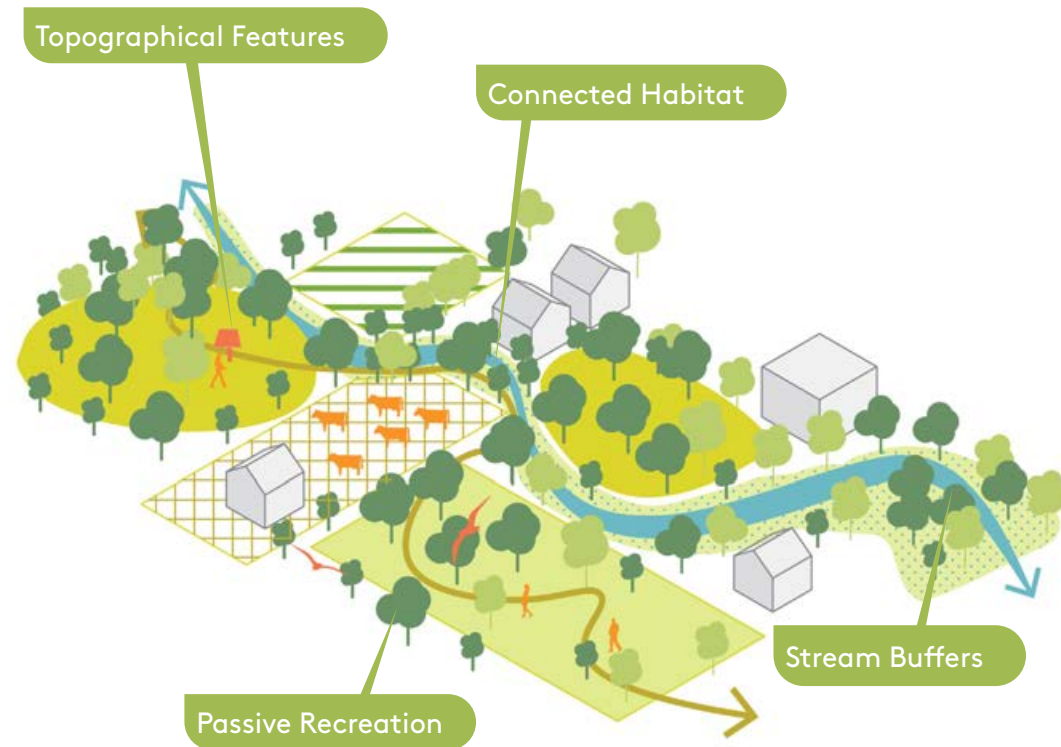 Topographical Features
Connected Habitat
Stream Buffers
Passive Recreation